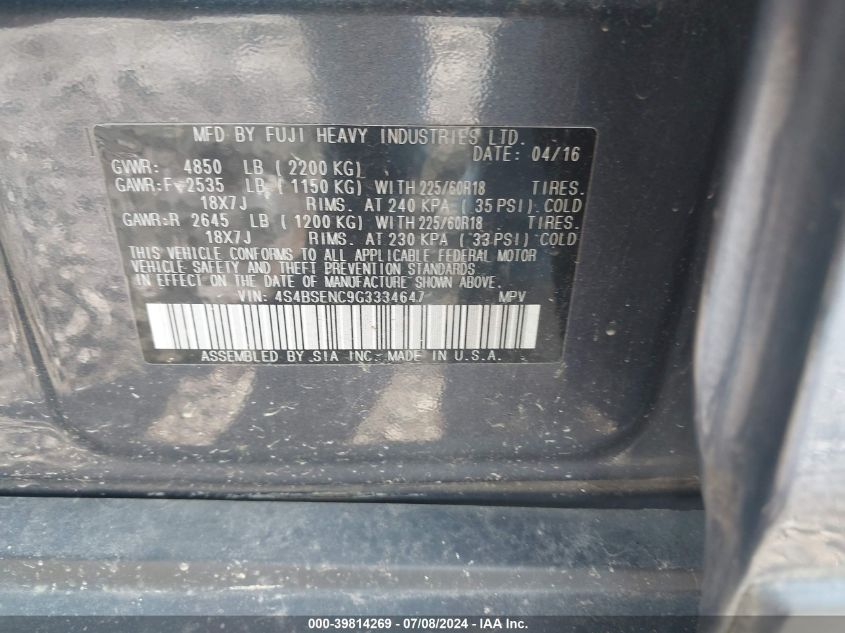 MFD BY FUJI HEAVY INDUSTRIES LTD.
DATE: 04/16
GVWR: 4850 LB (2200 KG)
GAWR:F 2535 LB (1150 KG) WITH 225/60R18 TIRES.
18X7J RIMS. AT 240 KPA (35 PSI) COLD
GAWR:R 2645 LB (1200 KG) WITH 225/60R18 TIRES.
18X7J RIMS. AT 230 KPA (33 PSI) COLD
THIS VEHICLE CONFORMS TO ALL APPLICABLE FEDERAL MOTOR
VEHICLE SAFETY AND THEFT PREVENTION STANDARDS
IN EFFECT ON THE DATE OF MANUFACTURE SHOWN ABOVE.
VIN: 4S4BSENC9G3334647 MPV
ASSEMBLED BY SIA INC. MADE IN U.S.A.
000-39814269 - 07/08/2024 - IAA Inc.